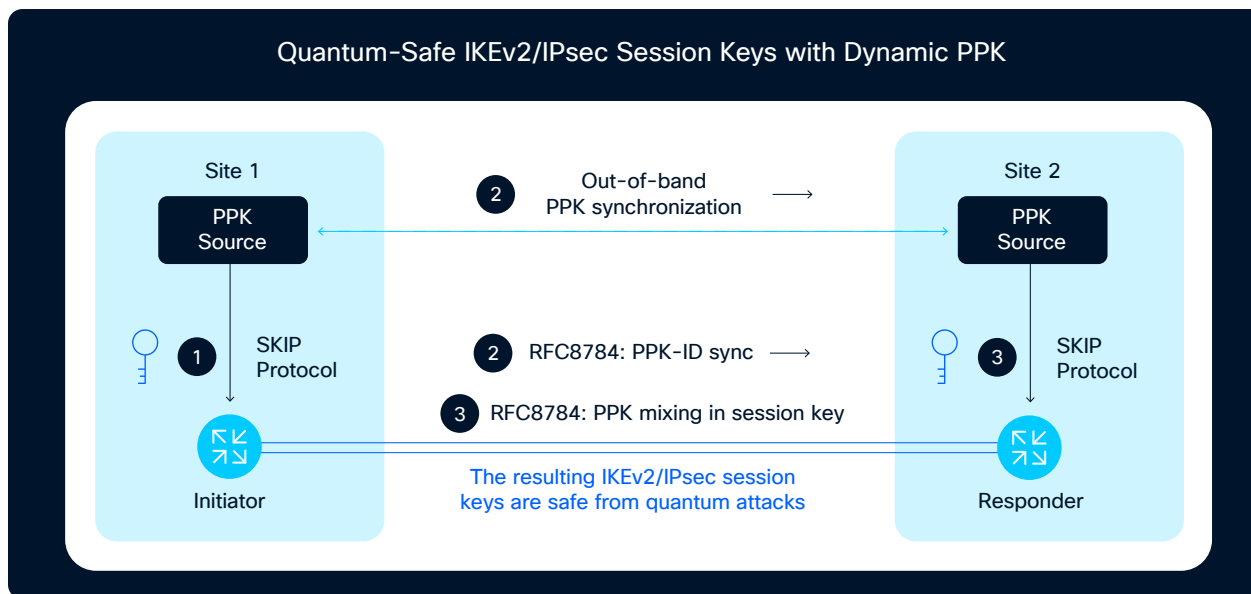 Quantum-Safe IKEv2/IPsec Session Keys with Dynamic PPK
Site 1
PPK
Source
1
SKIP
Protocol
Initiator
2
Out-of-band
PPK synchronization
2
RFC8784: PPK-ID sync
3
RFC8784: PPK mixing in session key
The resulting IKEv2/IPsec session
keys are safe from quantum attacks
Site 2
PPK
Source
3
SKIP
Protocol
Responder